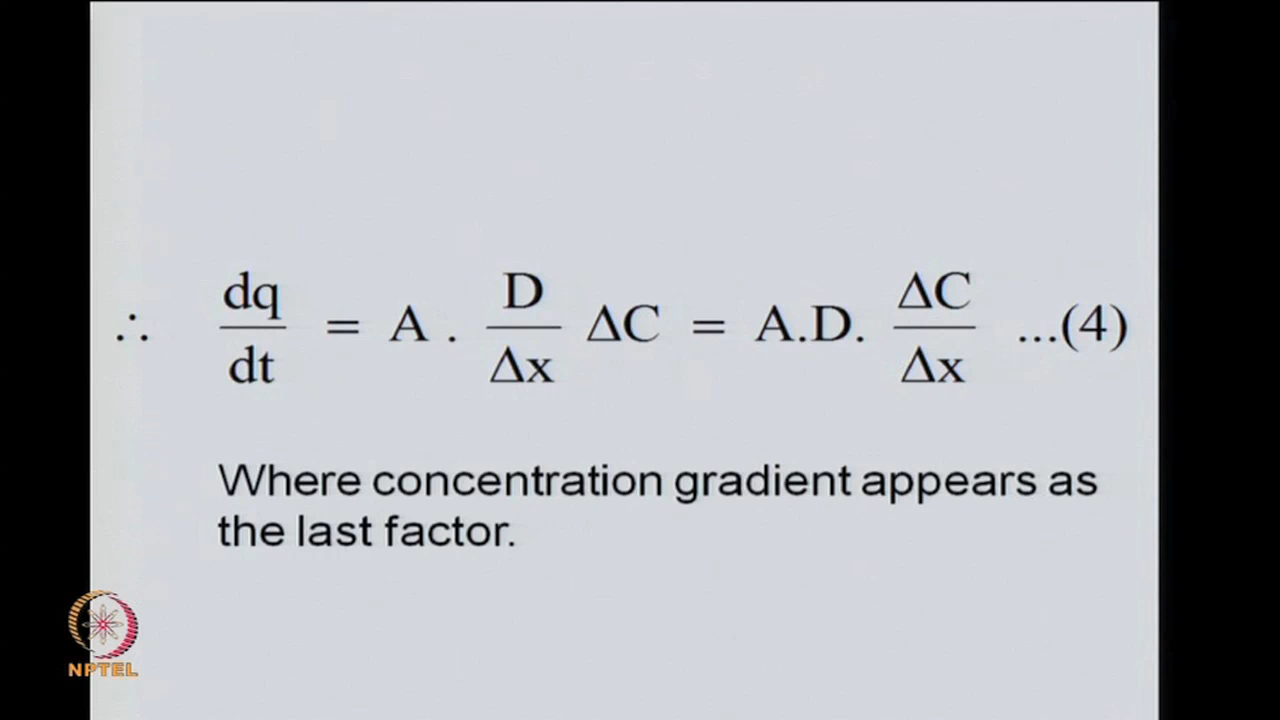 ∴ dq/dt = A . D/Δx ΔC = A.D. ΔC/Δx ...(4)
Where concentration gradient appears as
the last factor.
NPTEL